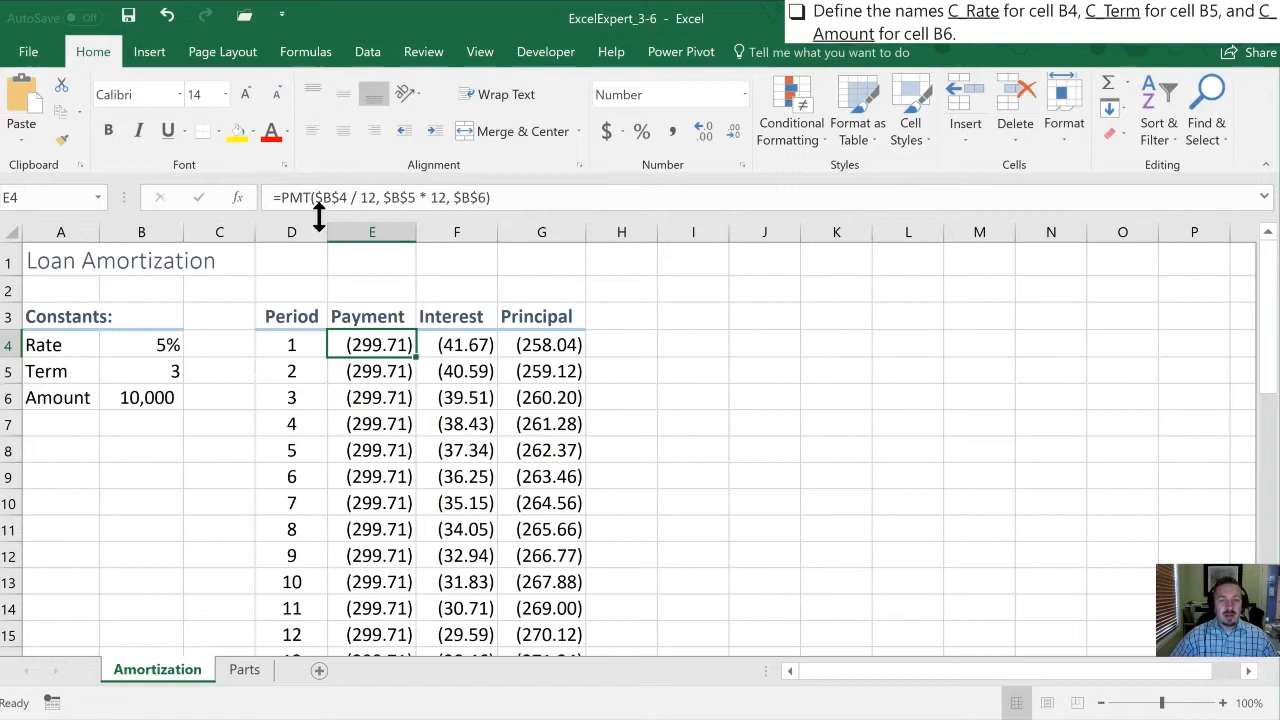 AutoSave Off
ExcelExpert_3-6 - Excel
❑ Define the names C_Rate for cell B4, C_Term for cell B5, and C_
Amount for cell B6.
File Home Insert Page Layout Formulas Data Review View Developer Help Power Pivot Tell me what you want to do Share
Paste
Calibri 14
B I U A
Wrap Text
Merge & Center
Number
$ % ,
Conditional Formatting
Format as Table
Cell Styles
Insert
Delete
Format
Sort & Filter
Find & Select
Clipboard Font Alignment Number Styles Cells Editing
E4 fx =PMT($B$4 / 12, $B$5 * 12, $B$6)
A B C D E F G H I J K L M N O P
1 Loan Amortization
2
3 Constants: Period Payment Interest Principal
4 Rate 5% 1 (299.71) (41.67) (258.04)
5 Term 3 2 (299.71) (40.59) (259.12)
6 Amount 10,000 3 (299.71) (39.51) (260.20)
7 4 (299.71) (38.43) (261.28)
8 5 (299.71) (37.34) (262.37)
9 6 (299.71) (36.25) (263.46)
10 7 (299.71) (35.15) (264.56)
11 8 (299.71) (34.05) (265.66)
12 9 (299.71) (32.94) (266.77)
13 10 (299.71) (31.83) (267.88)
14 11 (299.71) (30.71) (269.00)
15 12 (299.71) (29.59) (270.12)
Amortization Parts
Ready 100%